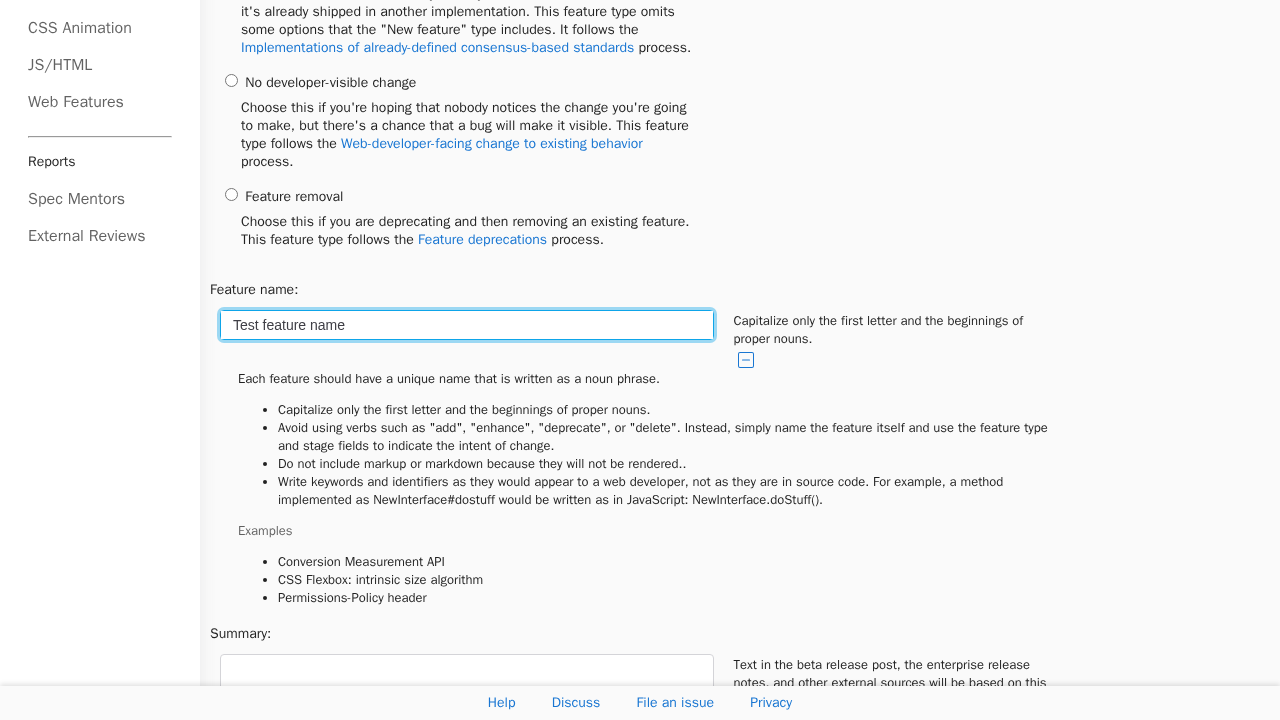 CSS Animation
JS/HTML
Web Features
Reports
Spec Mentors
External Reviews
it's already shipped in another implementation. This feature type omits
some options that the "New feature" type includes. It follows the
Implementations of already-defined consensus-based standards process.
No developer-visible change
Choose this if you're hoping that nobody notices the change you're going
to make, but there's a chance that a bug will make it visible. This feature
type follows the Web-developer-facing change to existing behavior
process.
Feature removal
Choose this if you are deprecating and then removing an existing feature.
This feature type follows the Feature deprecations process.
Feature name:
Test feature name
Capitalize only the first letter and the beginnings of
proper nouns.
Each feature should have a unique name that is written as a noun phrase.
• Capitalize only the first letter and the beginnings of proper nouns.
• Avoid using verbs such as "add", "enhance", "deprecate", or "delete". Instead, simply name the feature itself and use the feature type
and stage fields to indicate the intent of change.
• Do not include markup or markdown because they will not be rendered..
• Write keywords and identifiers as they would appear to a web developer, not as they are in source code. For example, a method
implemented as NewInterface#dostuff would be written as in JavaScript: NewInterface.doStuff().
Examples
• Conversion Measurement API
• CSS Flexbox: intrinsic size algorithm
• Permissions-Policy header
Summary:
Text in the beta release post, the enterprise release
notes, and other external sources will be based on this
Help Discuss File an issue Privacy